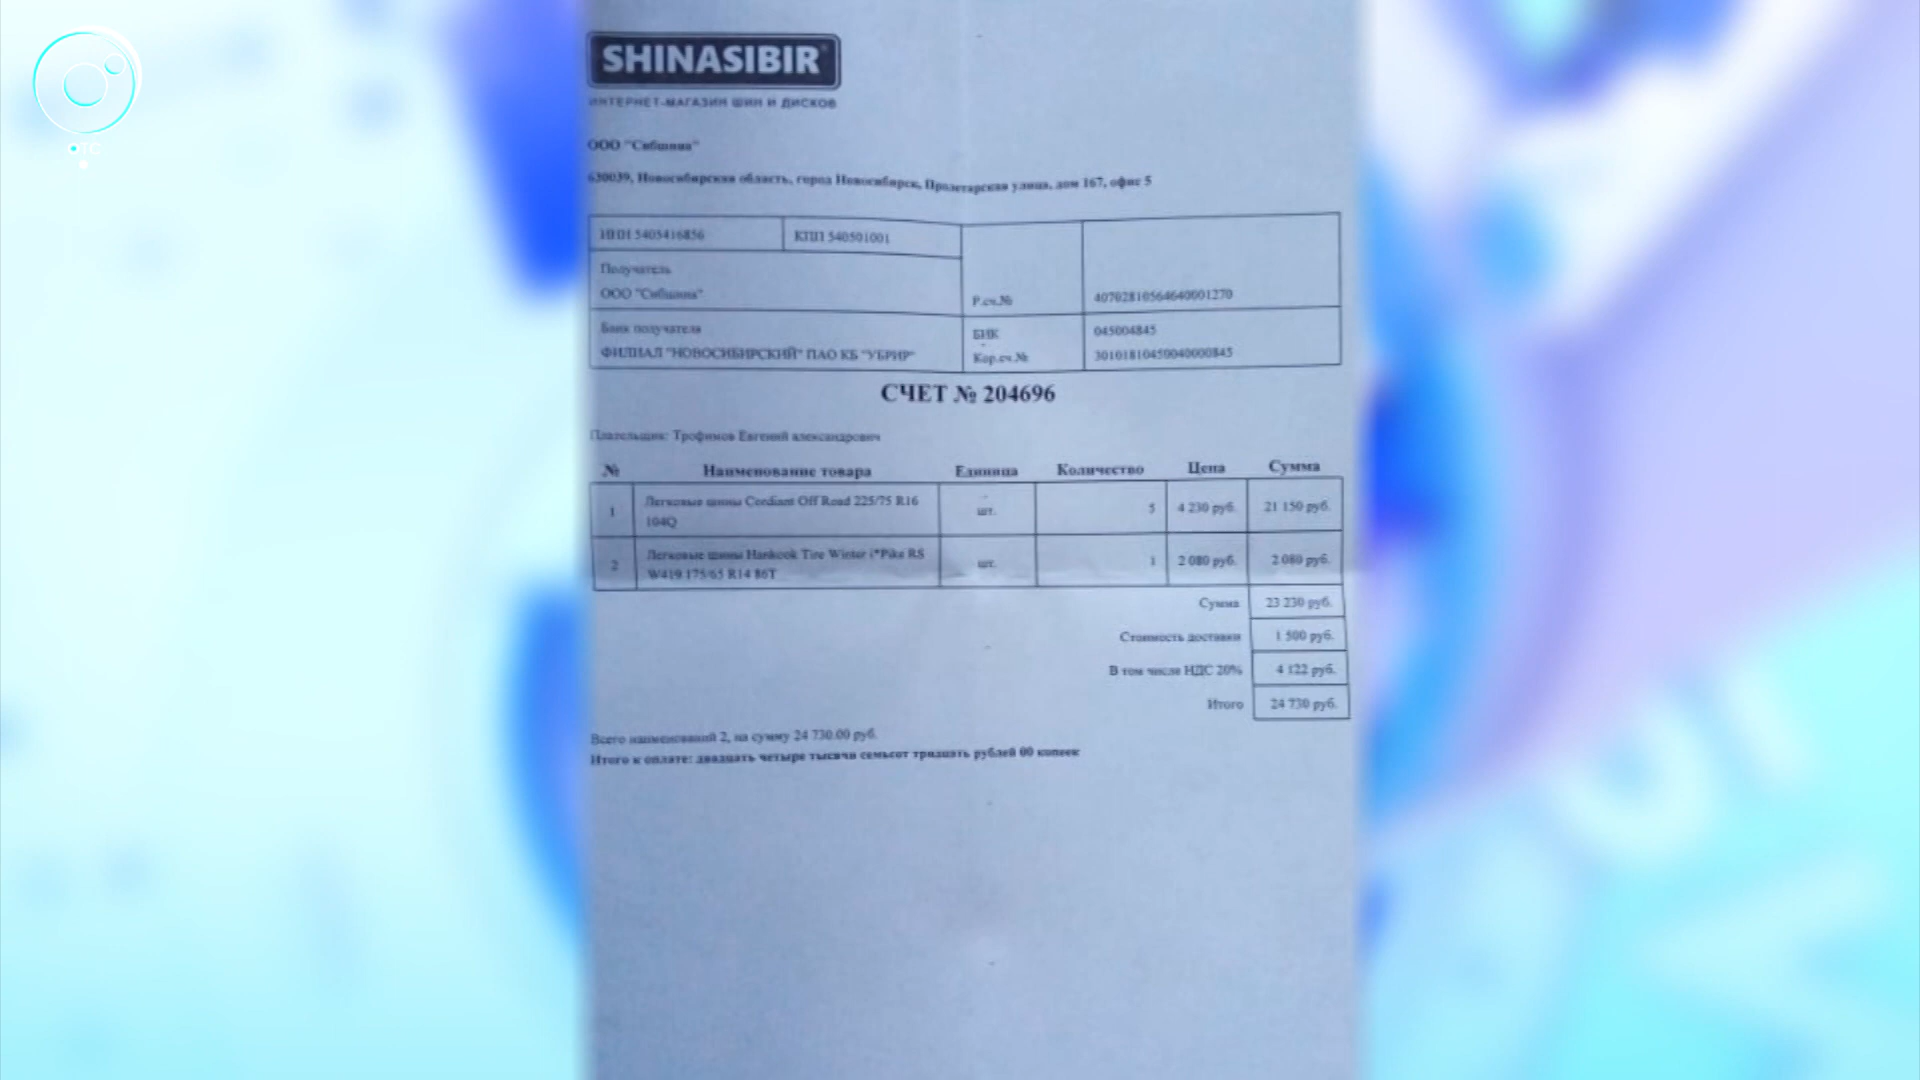 ОТС
SHINASIBIR
ИНТЕРНЕТ-МАГАЗИН ШИН И ДИСКОВ
ООО "Сибшина"
630039, Новосибирская область, город Новосибирск, Пролетарская улица, дом 167, офис 5
ИНН 5405416856
КПП 540501001
Получатель
ООО "Сибшина"
Р.сч.№
40702810564640001270
Банк получателя
БИК
045004845
ФИЛИАЛ "НОВОСИБИРСКИЙ" ПАО КБ "УБРИР"
Кор.сч.№
30101810450040000845
СЧЕТ № 204696
Плательщик: Трофимов Евгений александрович
№ Наименование товара Единица Количество Цена Сумма
1 Легковые шины Cordiant Off Road 225/75 R16 104Q шт. 5 4 230 руб. 21 150 руб.
2 Легковые шины Hankook Tire Winter i*Pike RS W419 175/65 R14 86T шт. 1 2 080 руб. 2 080 руб.
Сумма 23 230 руб.
Стоимость доставки 1 500 руб.
В том числе НДС 20% 4 122 руб.
Итого 24 730 руб.
Всего наименований 2, на сумму 24 730.00 руб.
Итого к оплате: двадцать четыре тысячи семьсот тридцать рублей 00 копеек